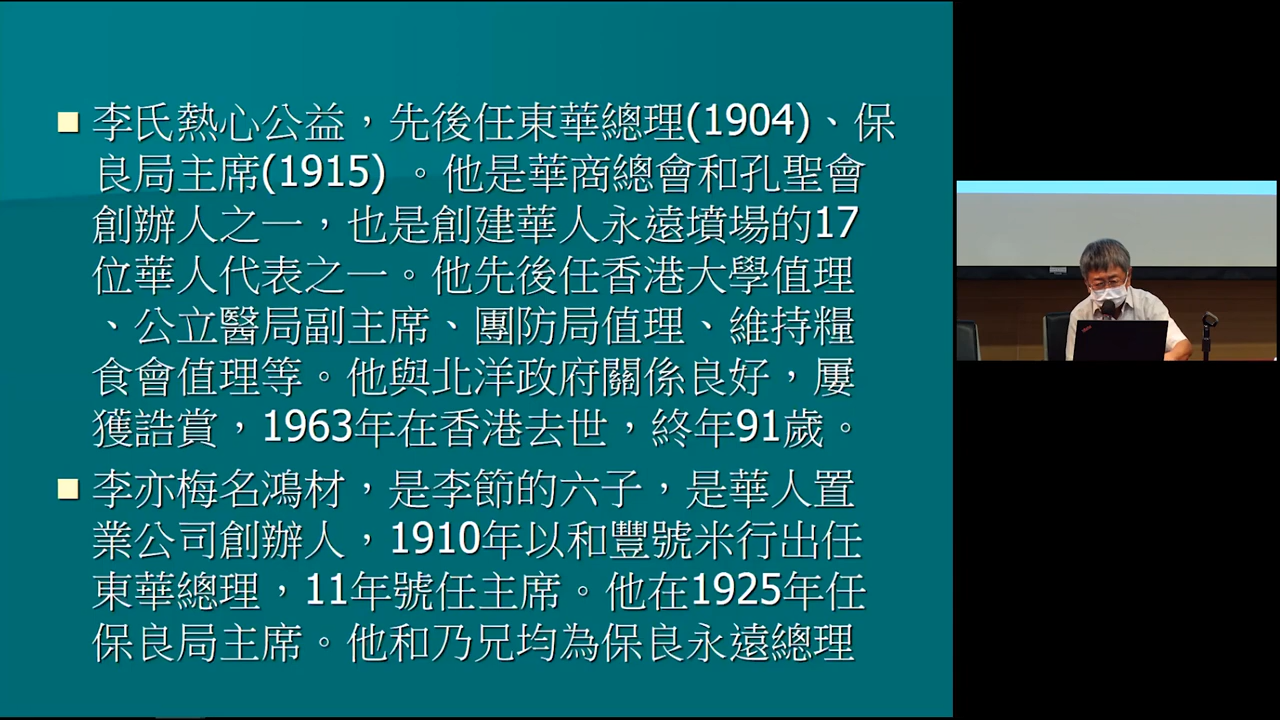 李氏熱心公益，先後任東華總理(1904)、保
良局主席(1915) 。他是華商總會和孔聖會
創辦人之一，也是創建華人永遠墳場的17
位華人代表之一。他先後任香港大學值理
、公立醫局副主席、團防局值理、維持糧
食會值理等。他與北洋政府關係良好，屢
獲誥賞，1963年在香港去世，終年91歲。
李亦梅名鴻材，是李節的六子，是華人置
業公司創辦人，1910年以和豐號米行出任
東華總理，11年號任主席。他在1925年任
保良局主席。他和乃兄均為保良永遠總理